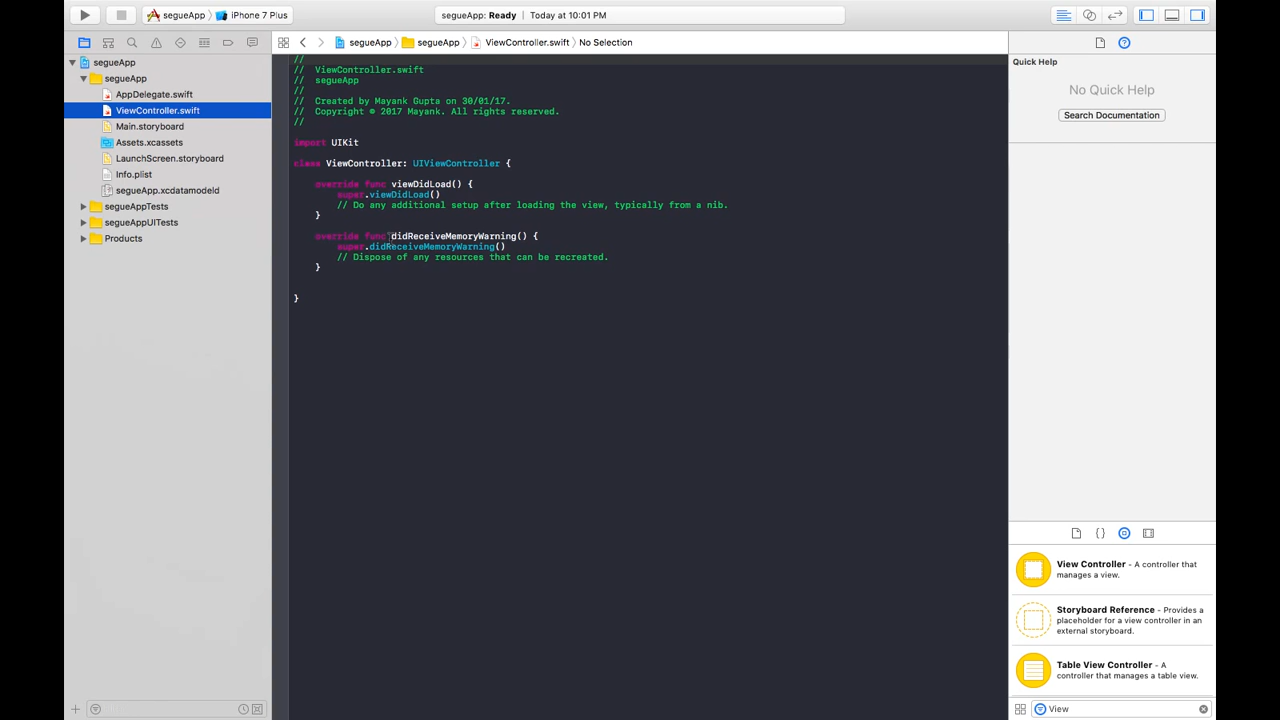 segueApp iPhone 7 Plus
segueApp: Ready Today at 10:01 PM
segueApp segueApp ViewController.swift No Selection
segueApp
segueApp
AppDelegate.swift
ViewController.swift
Main.storyboard
Assets.xcassets
LaunchScreen.storyboard
Info.plist
segueApp.xcdatamodeld
segueAppTests
segueAppUITests
Products
//
// ViewController.swift
// segueApp
//
// Created by Mayank Gupta on 30/01/17.
// Copyright © 2017 Mayank. All rights reserved.
//
import UIKit
class ViewController: UIViewController {
override func viewDidLoad() {
super.viewDidLoad()
// Do any additional setup after loading the view, typically from a nib.
}
override func didReceiveMemoryWarning() {
super.didReceiveMemoryWarning()
// Dispose of any resources that can be recreated.
}
}
Quick Help
No Quick Help
Search Documentation
{ }
View Controller - A controller that
manages a view.
Storyboard Reference - Provides a
placeholder for a view controller in an
external storyboard.
Table View Controller - A
controller that manages a table view.
View